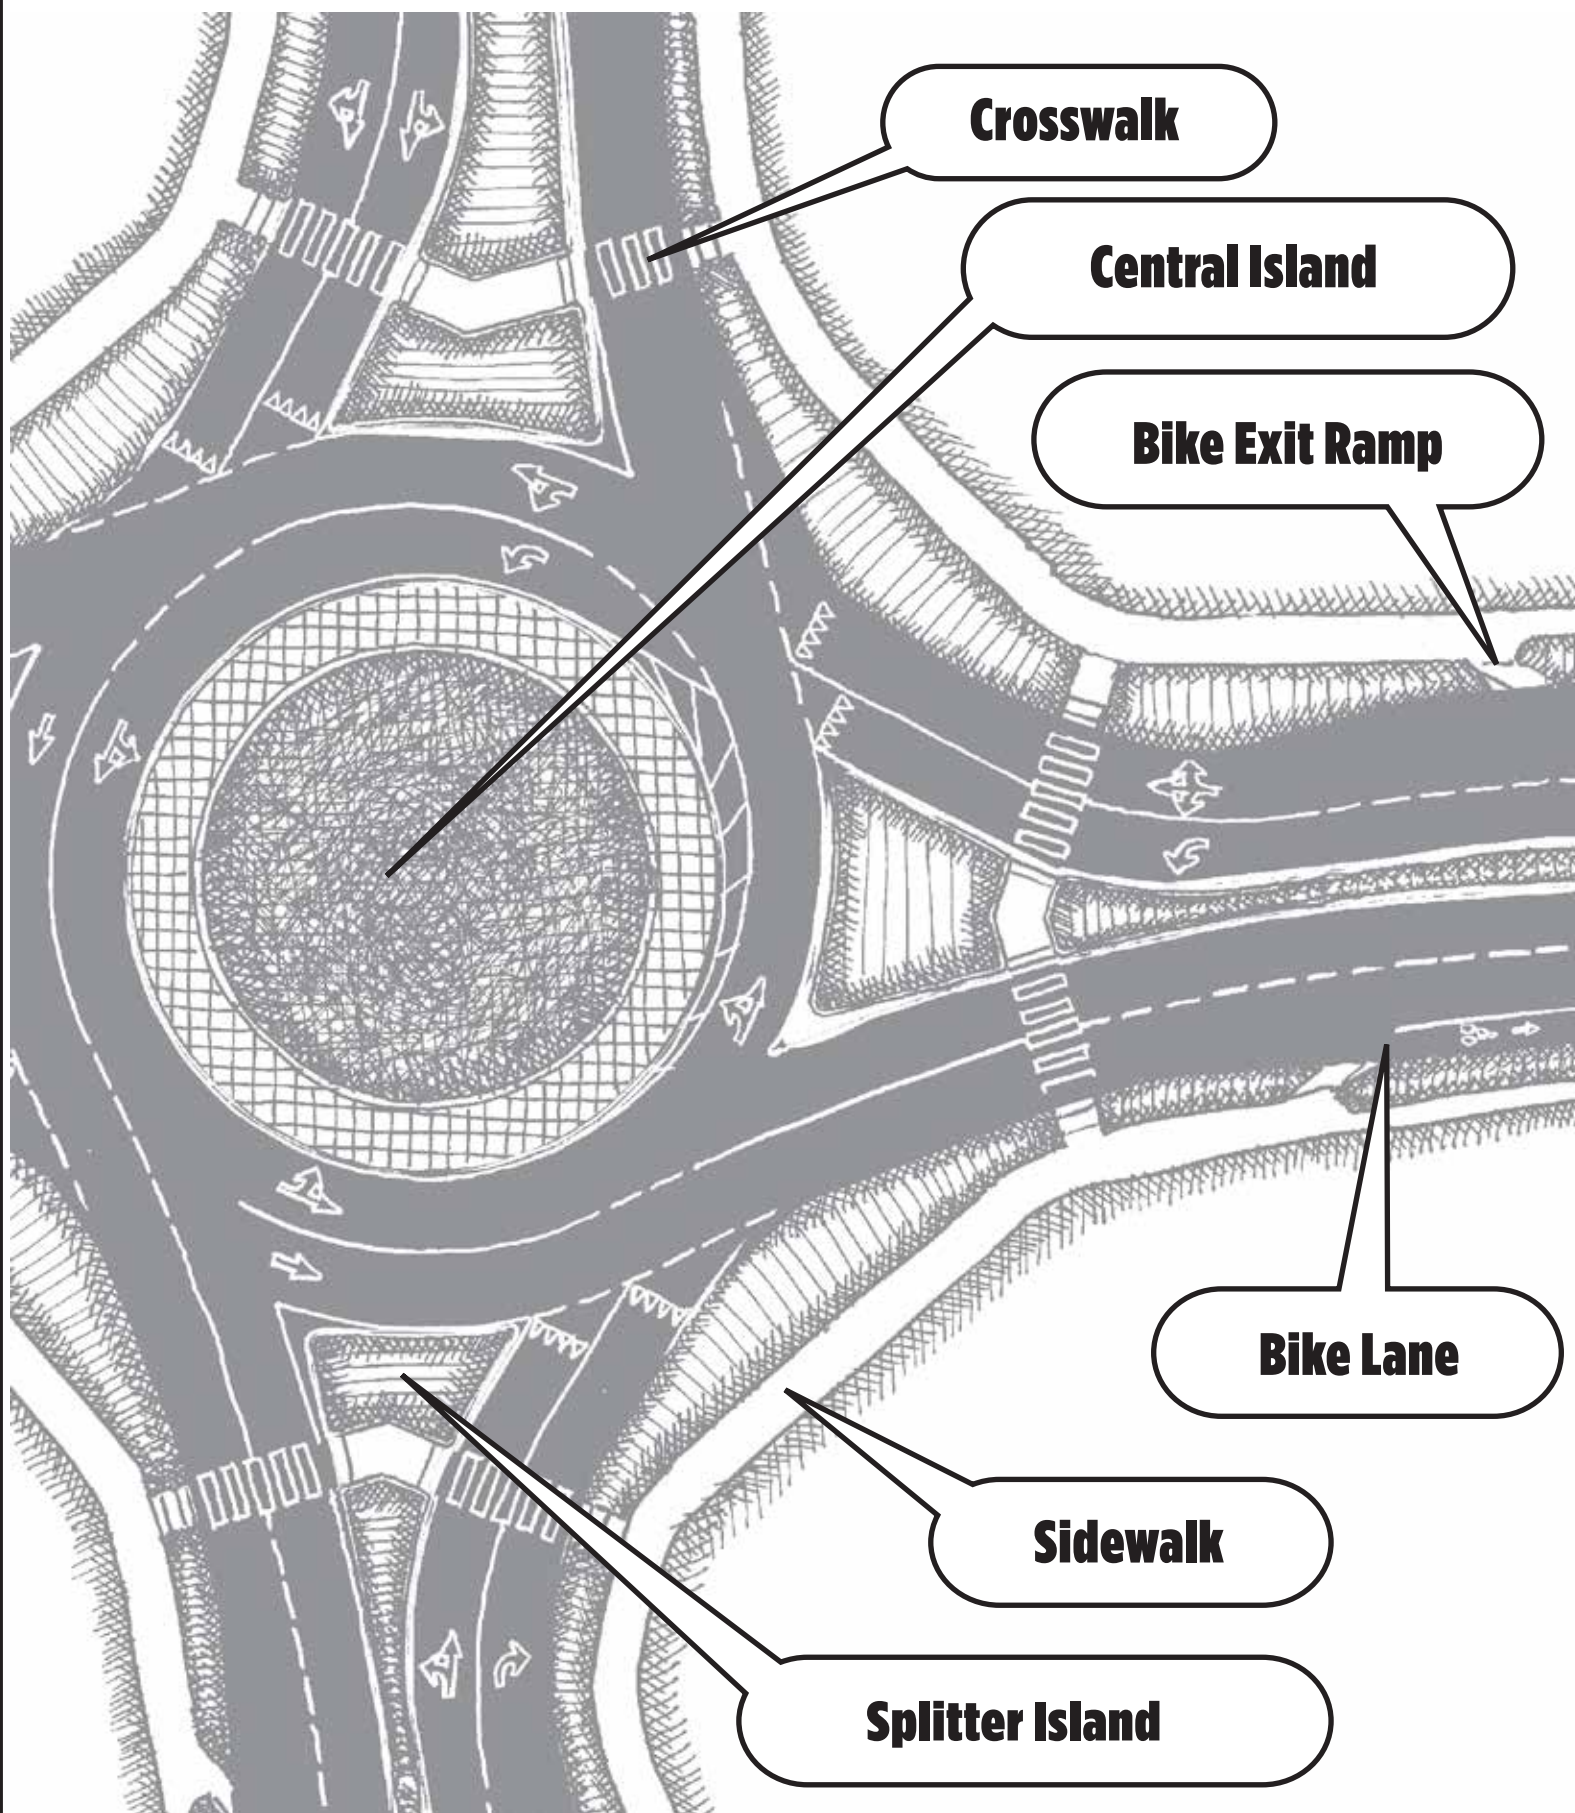 Crosswalk
Central Island
Bike Exit Ramp
Bike Lane
Sidewalk
Splitter Island